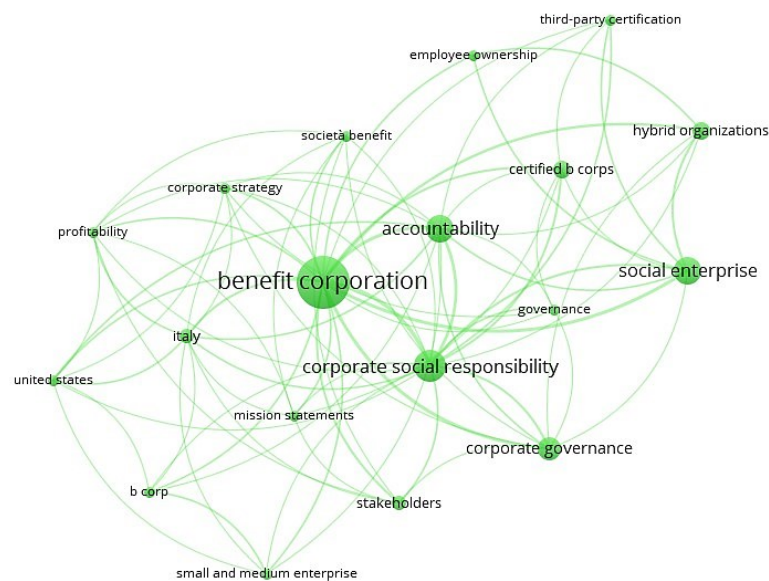 third-party certification
employee ownership
hybrid organizations
società benefit
certified b corps
corporate strategy
profitability
accountability
social enterprise
benefit corporation
governance
italy
corporate social responsibility
united states
mission statements
corporate governance
b corp
stakeholders
small and medium enterprise